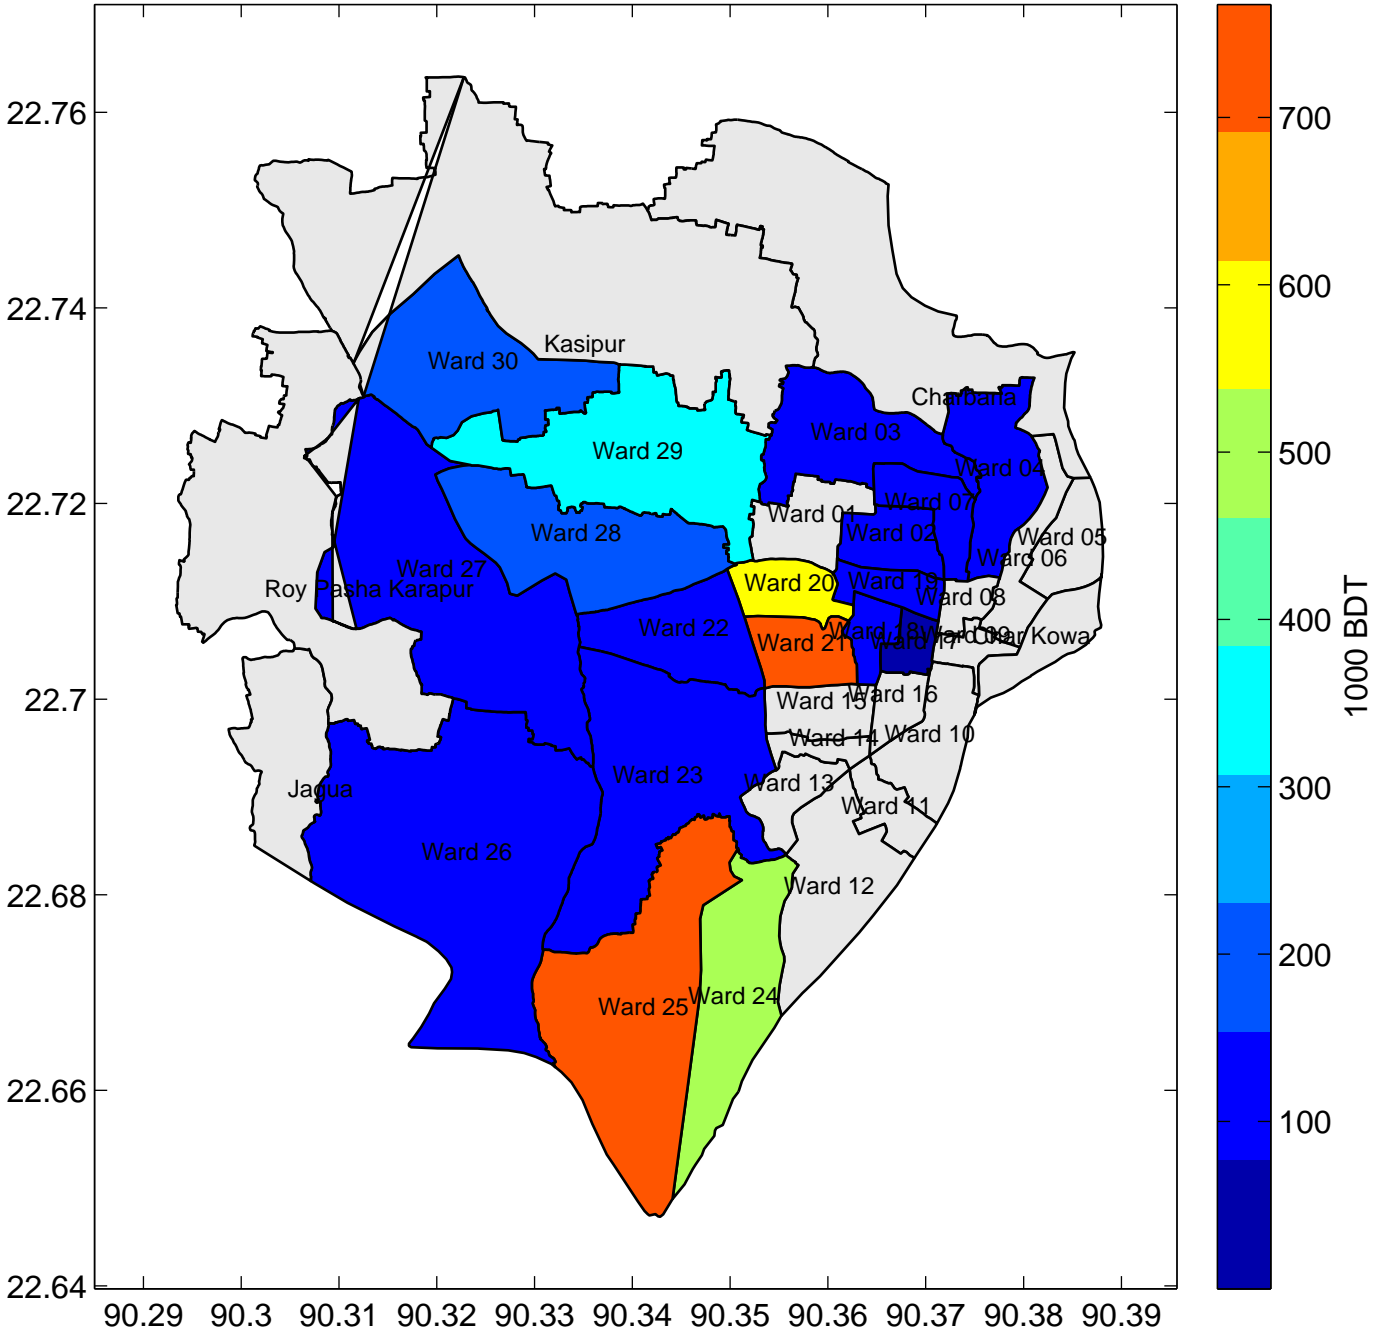 22.76
22.74
22.72
22.7
22.68
22.66
22.64
90.29
90.3
90.31
90.32
90.33
90.34
90.35
90.36
90.37
90.38
90.39
700
600
500
400
300
200
100
1000 BDT
Kasipur
Ward 30
Charbaria
Ward 03
Ward 29
Ward 04
Ward 07
Ward 01
Ward 28
Ward 02
Ward 05
Ward 06
Ward 27
Ward 20
Ward 19
Roy Pasha Karapur
Ward 08
Ward 22
Ward 18
Ward 09
Char Kowa
Ward 21
Ward 17
Ward 15
Ward 16
Ward 14
Ward 10
Ward 23
Ward 13
Jagua
Ward 11
Ward 26
Ward 12
Ward 24
Ward 25